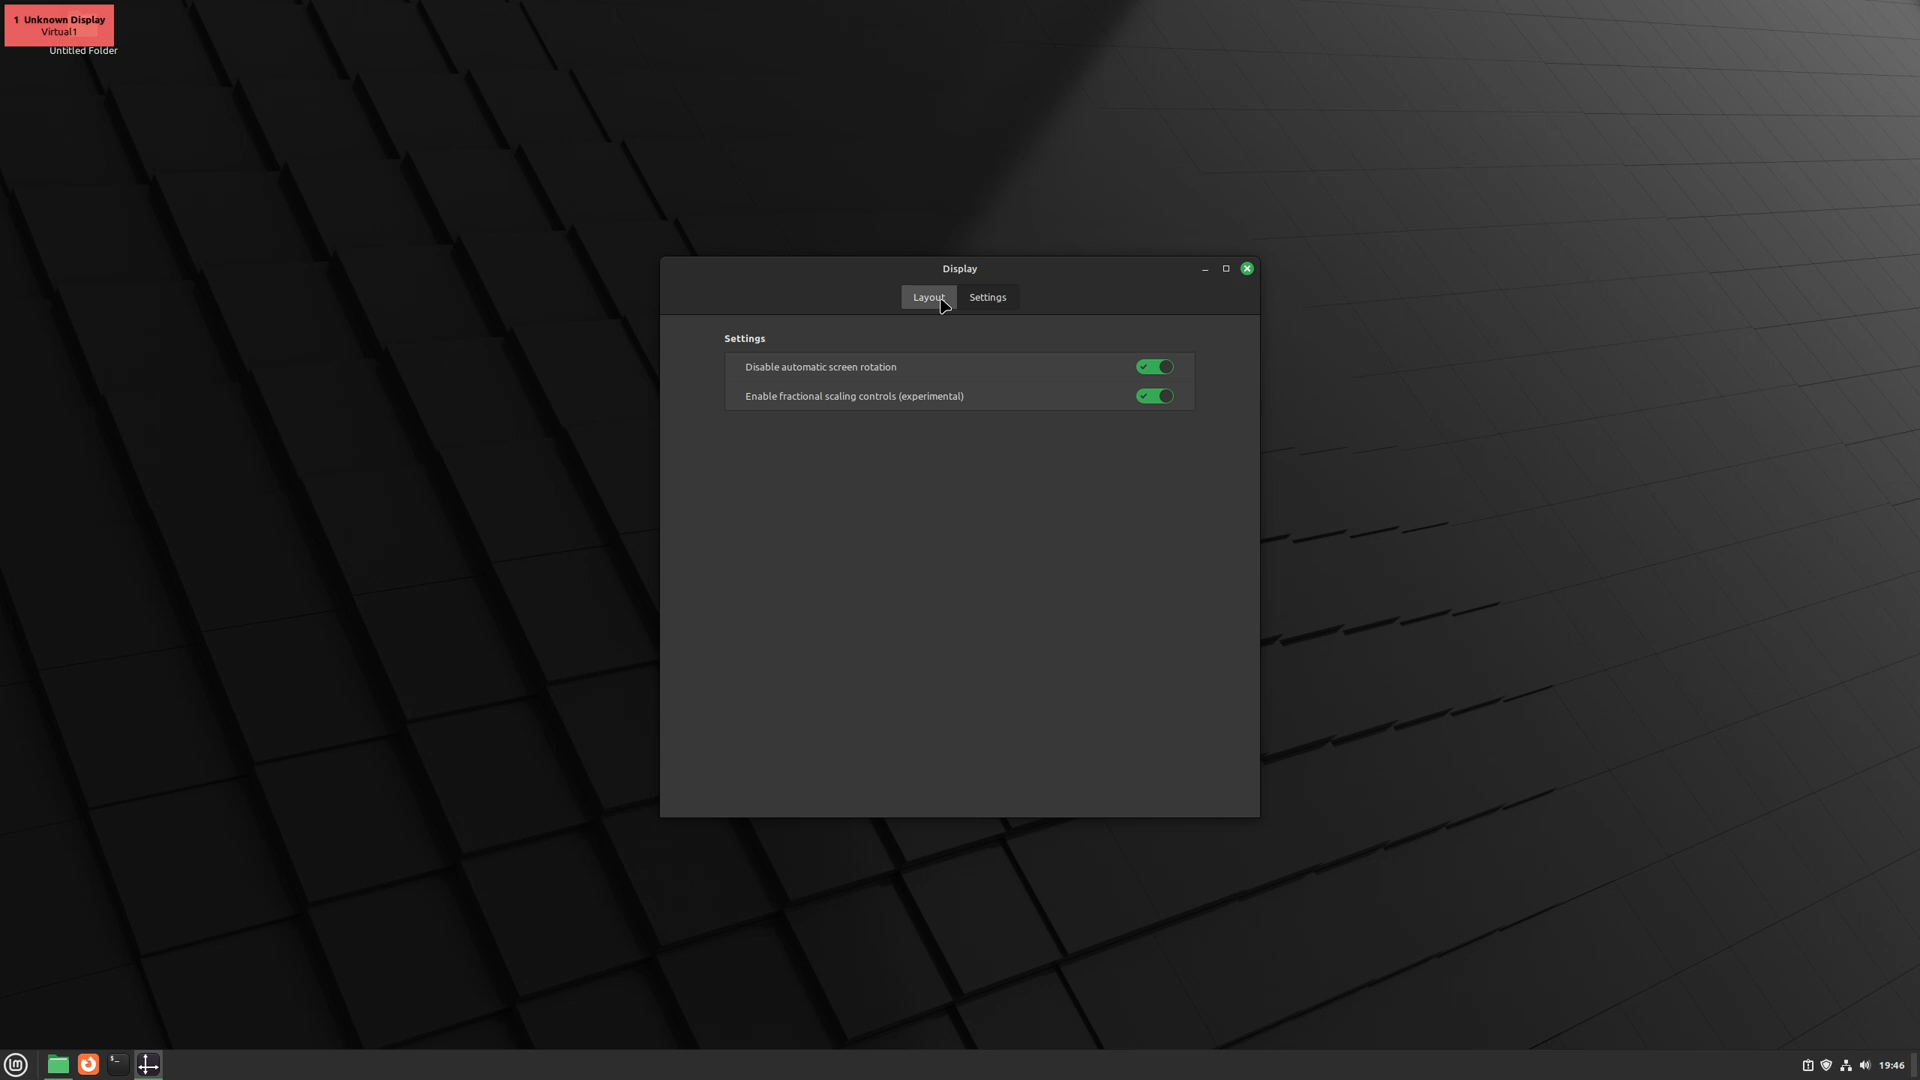 1 Unknown Display
Virtual1
Untitled Folder
Display
Layout
Settings
Settings
Disable automatic screen rotation
Enable fractional scaling controls (experimental)
19:46